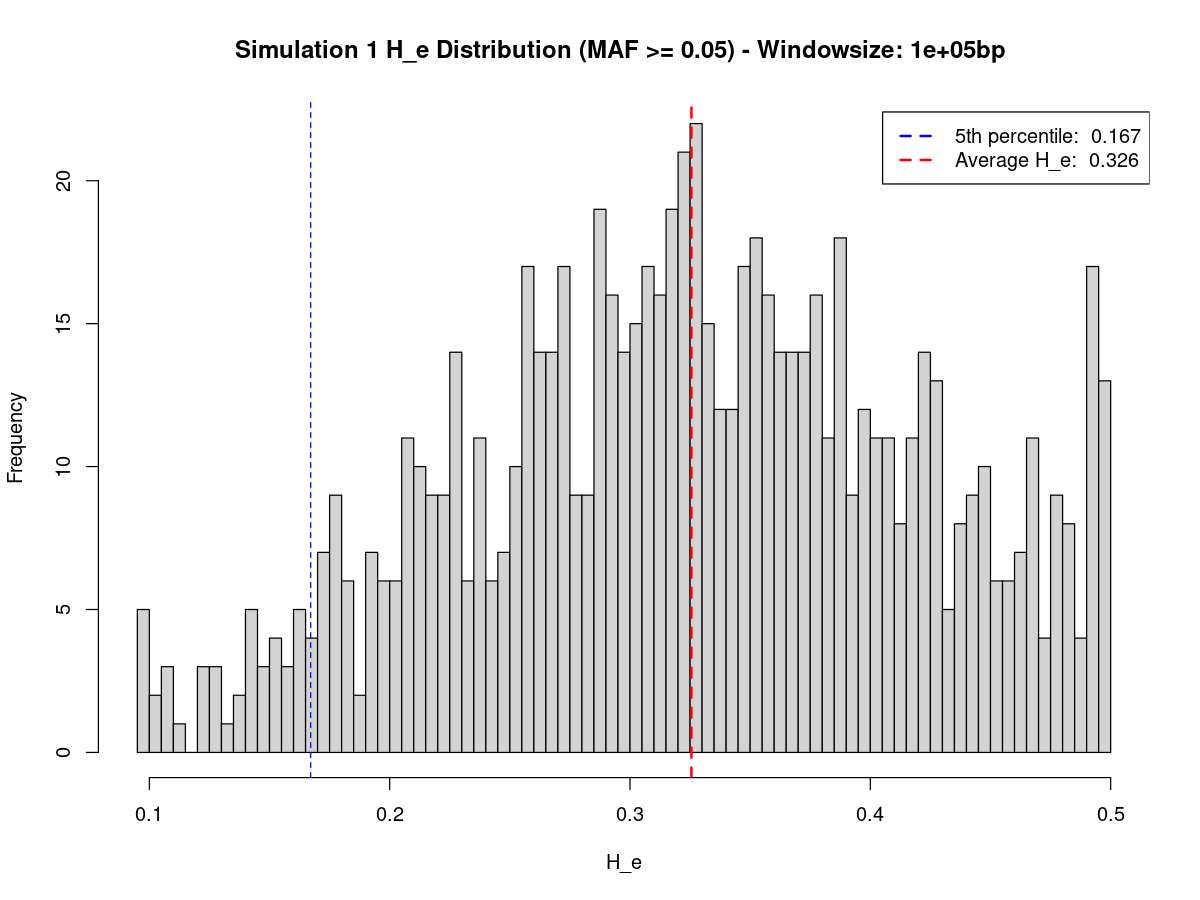 Simulation 1 H_e Distribution (MAF >= 0.05) - Windowsize: 1e+05bp
5th percentile:  0.167
Average H_e:  0.326
Frequency
20
15
10
5
0
0.1 0.2 0.3 0.4 0.5
H_e